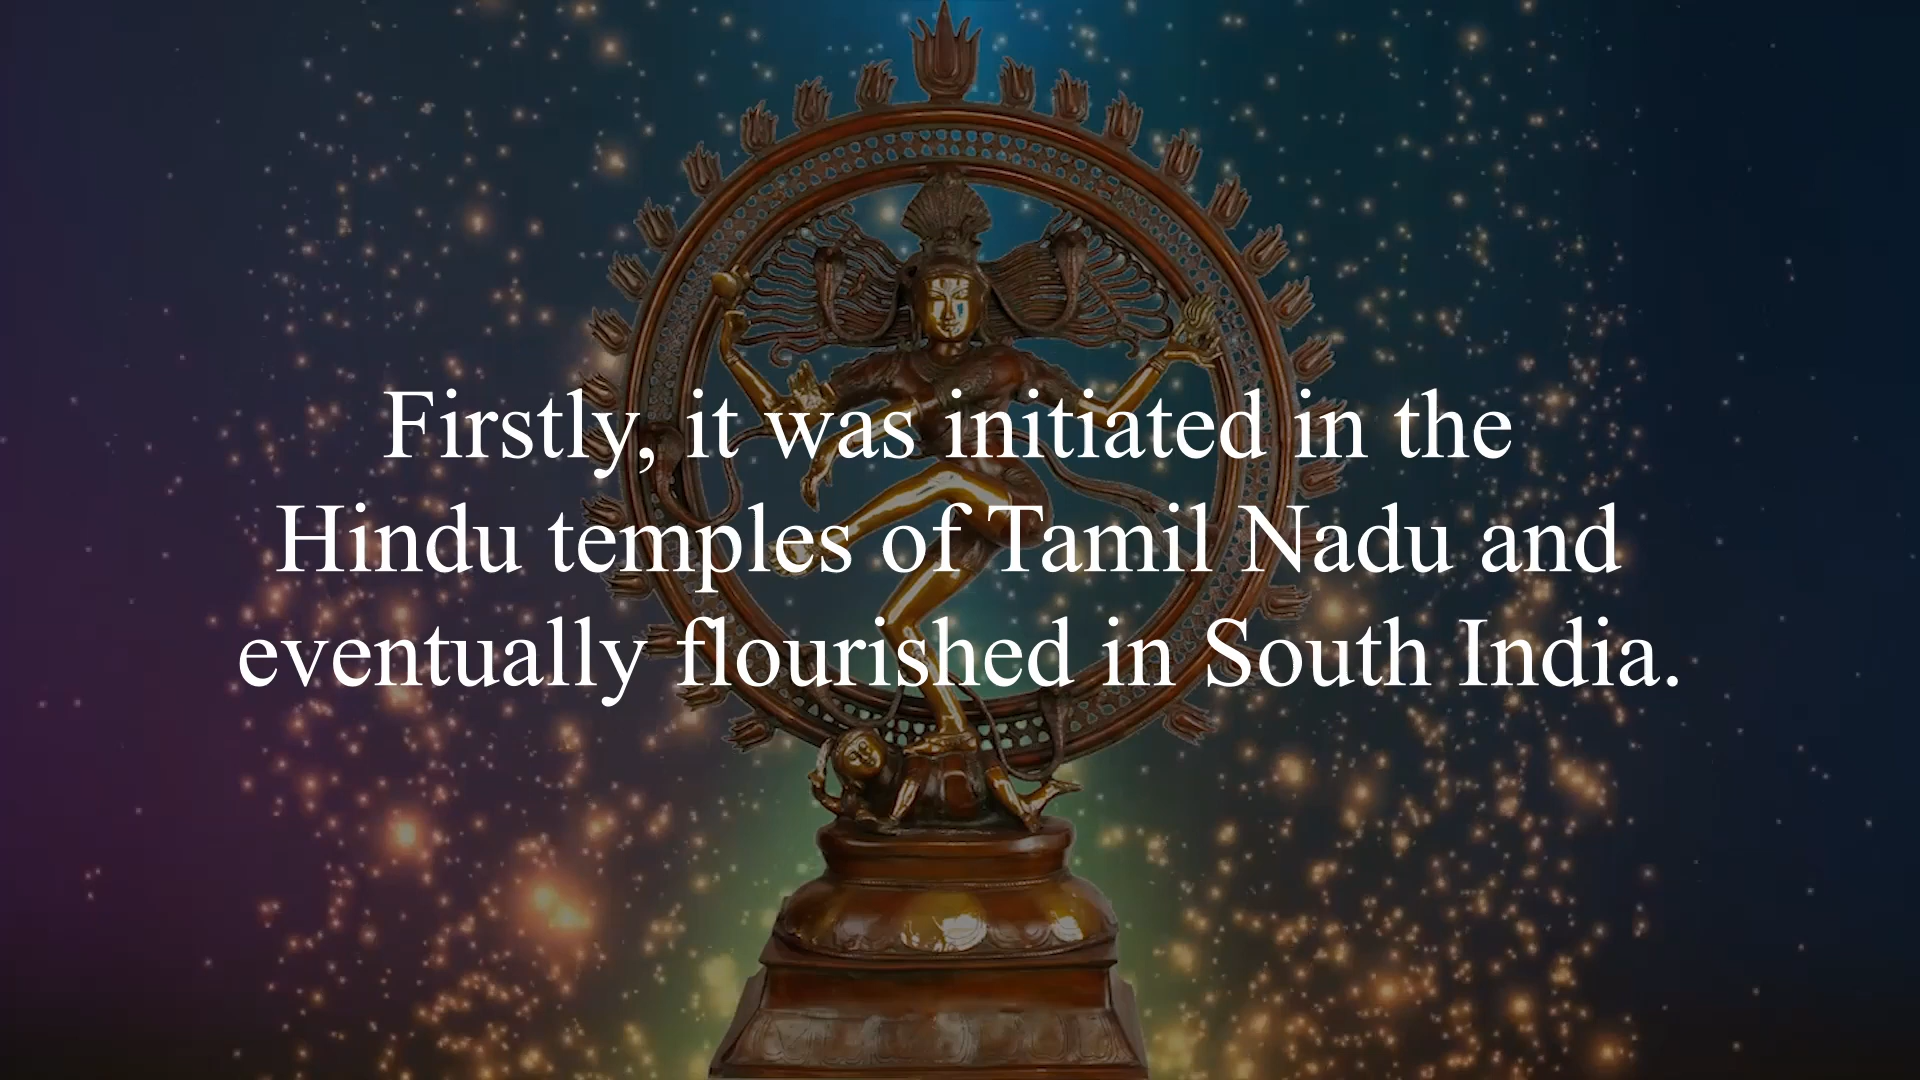 Firstly, it was initiated in the
Hindu temples of Tamil Nadu and
eventually flourished in South India.